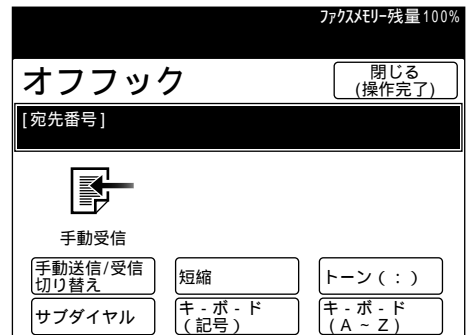 ファクスメモリー残量100%
オフフック
閉じる
(操作完了)
[宛先番号]
手動受信
手動送信/受信
切り替え
短縮
トーン(:)
サブダイヤル
キ-ボ-ド
(記号)
キ-ボ-ド
(A~Z)